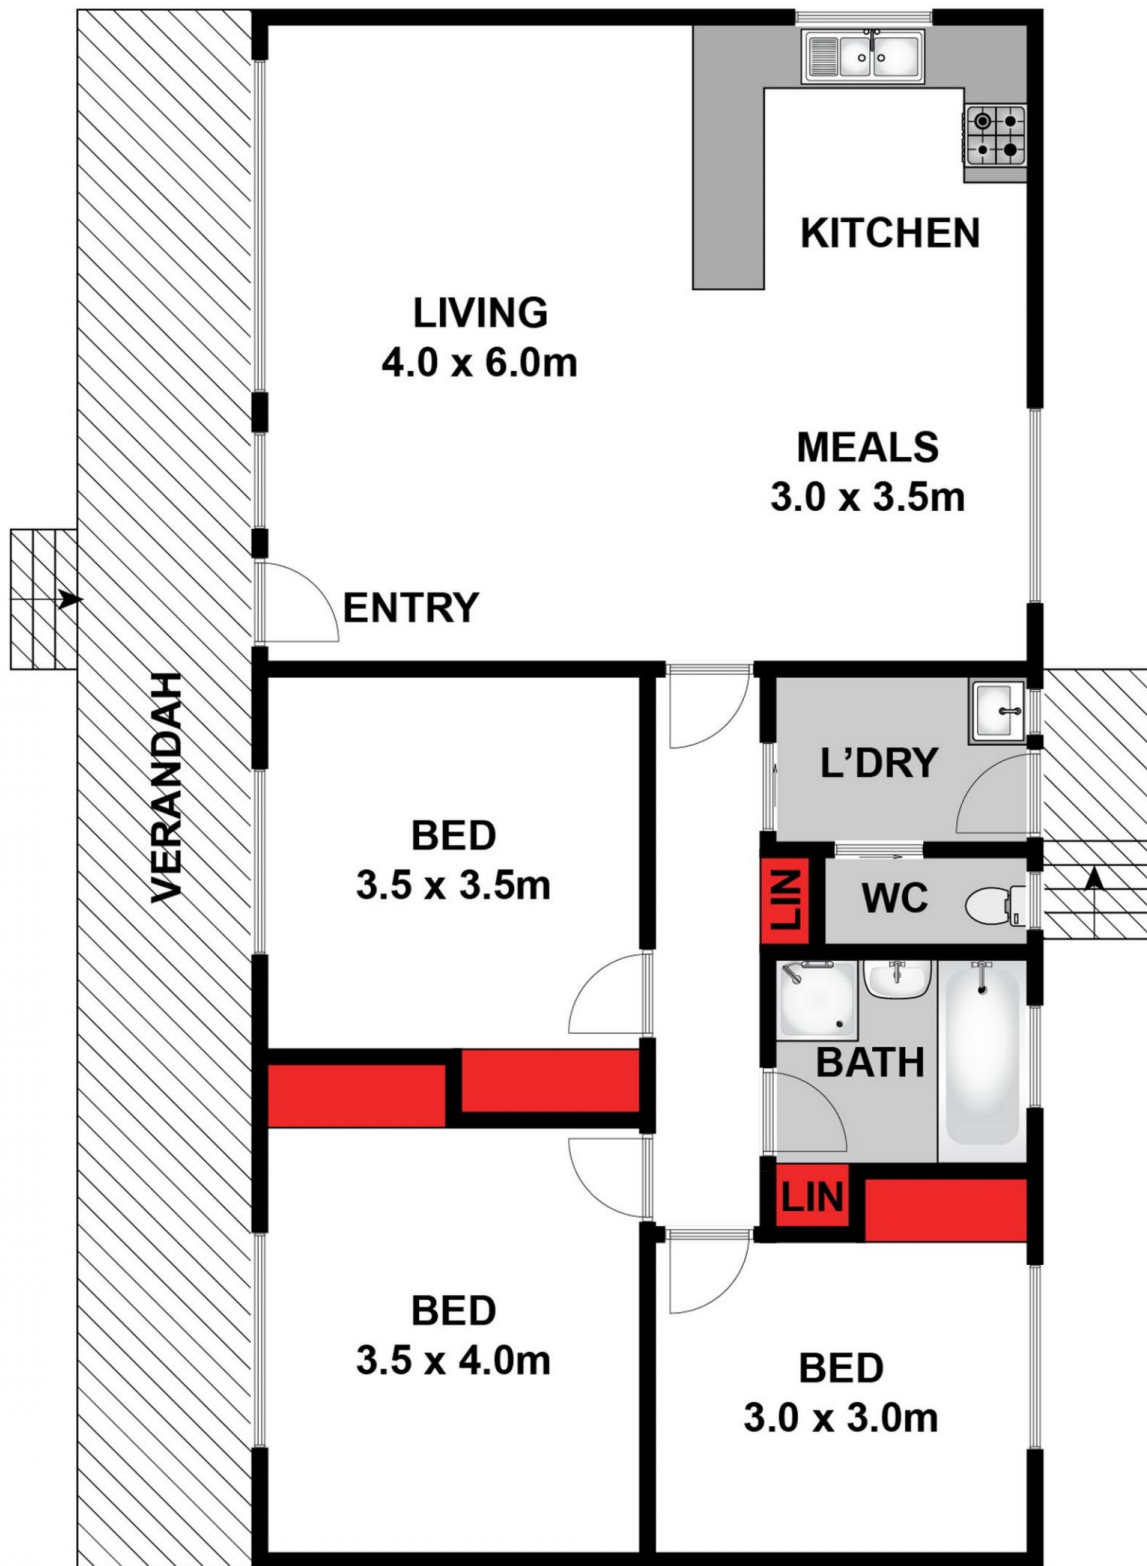 KITCHEN
LIVING
4.0 x 6.0m
MEALS
3.0 x 3.5m
ENTRY
VERANDAH
L’DRY
BED
3.5 x 3.5m
LIN
WC
BATH
LIN
BED
3.5 x 4.0m
BED
3.0 x 3.0m